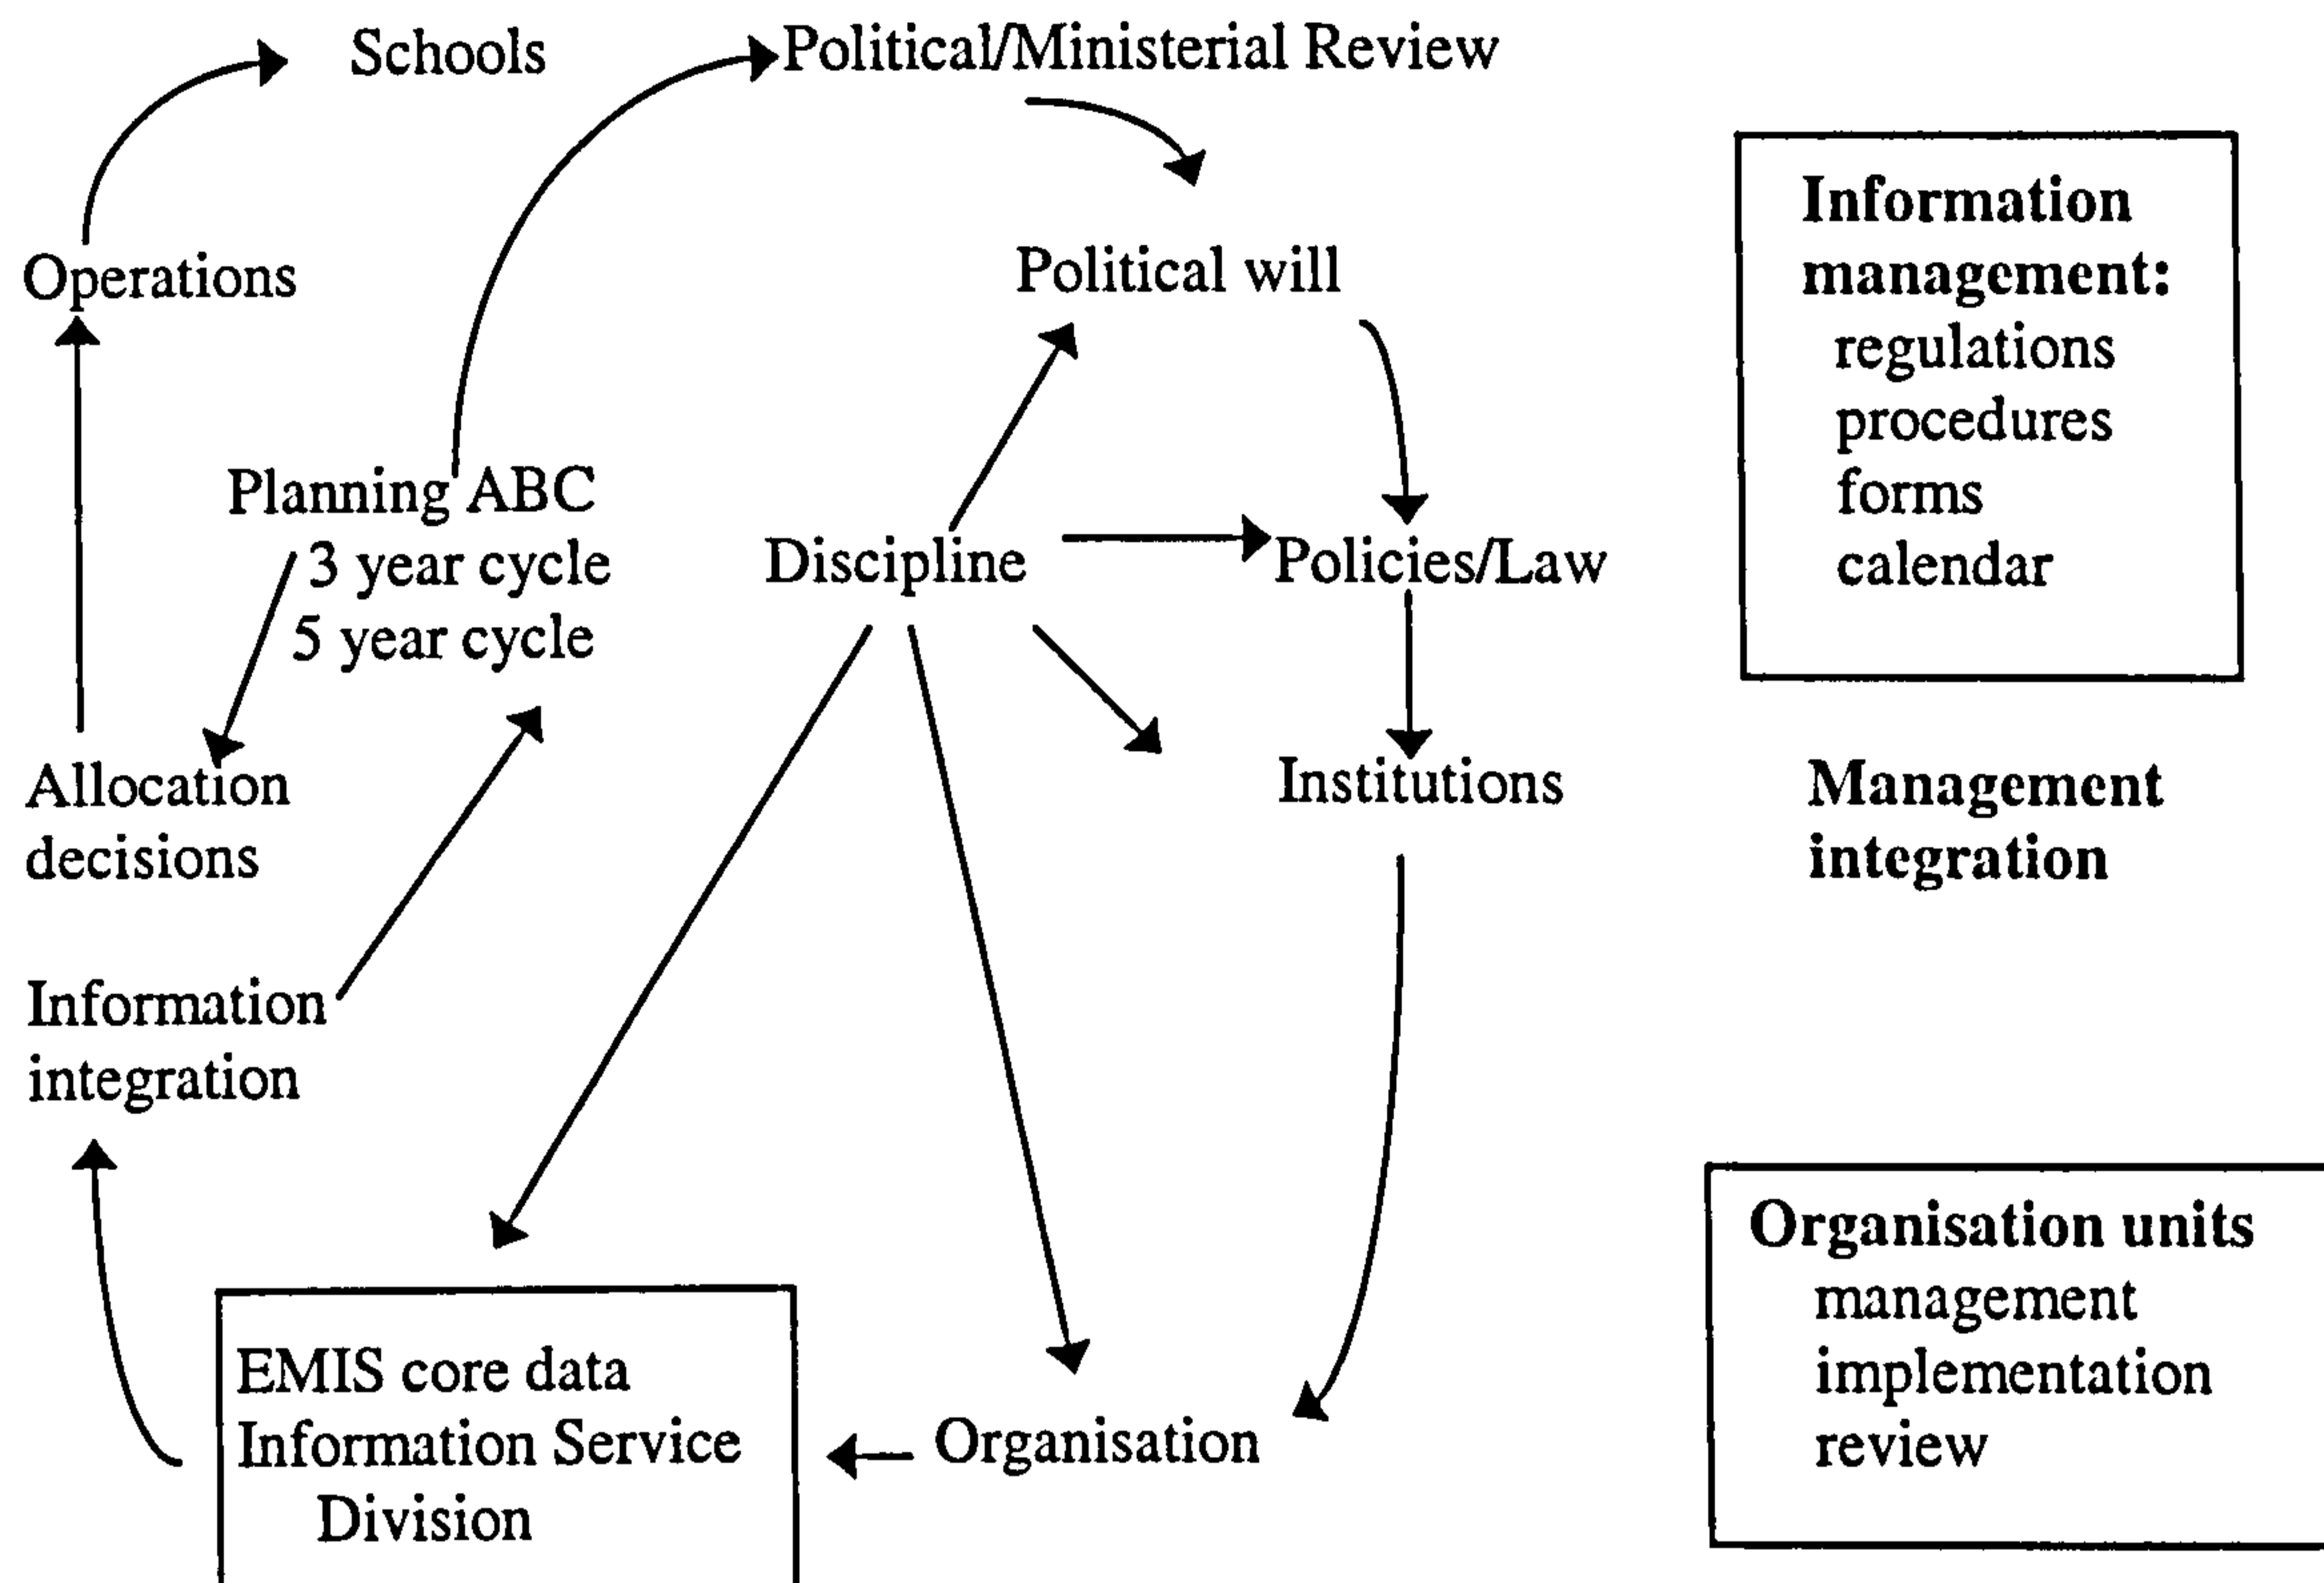 Schools
Political/Ministerial Review
Operations
Political will
Planning ABC
3 year cycle
5 year cycle
Discipline
Policies/Law
Allocation
decisions
Institutions
Information
integration
EMIS core data
Information Service
Division
Organisation
Information
management:
regulations
procedures
forms
calendar
Management
integration
Organisation units
management
implementation
review